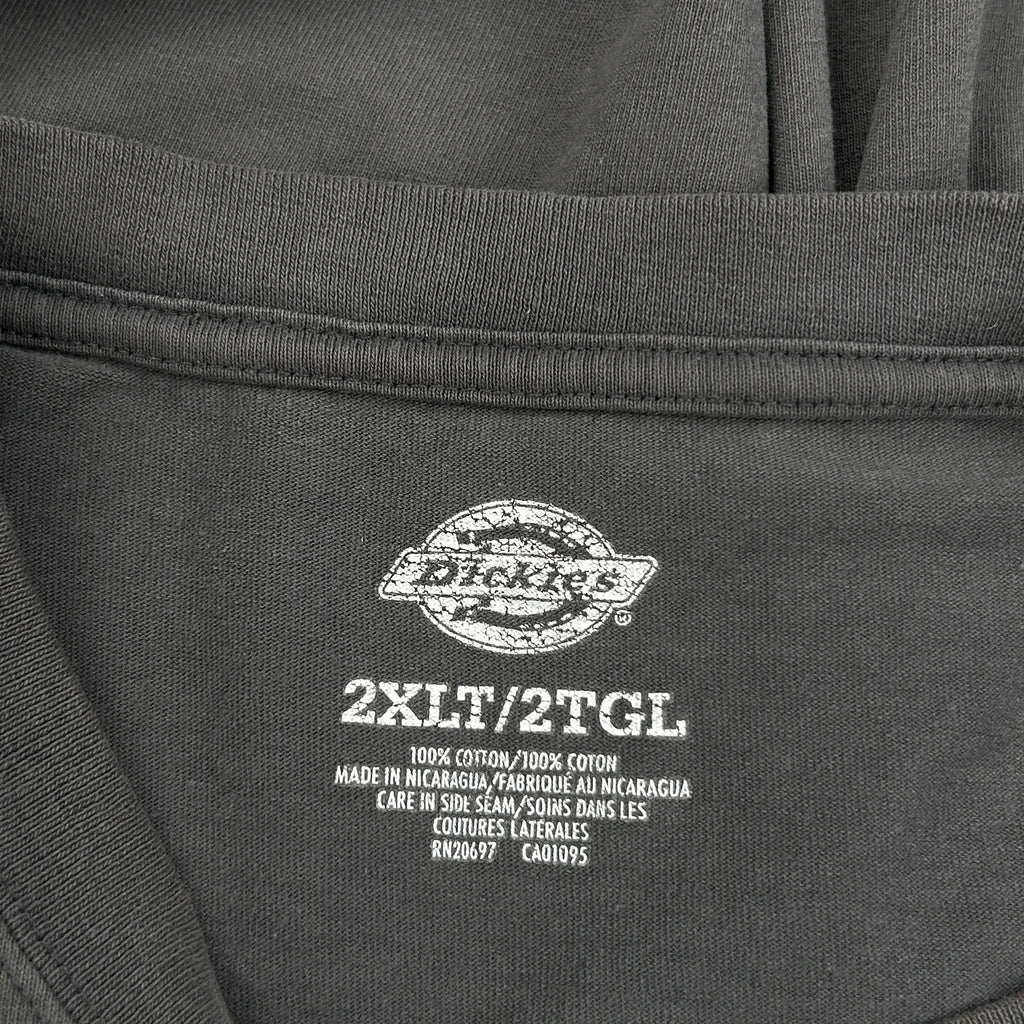 Dickies
®
2XLT/2TGL
100% COTTON/100% COTON
MADE IN NICARAGUA/FABRIQUÉ AU NICARAGUA
CARE IN SIDE SEAM/SOINS DANS LES
COUTURES LATÉRALES
RN20697 CA01095